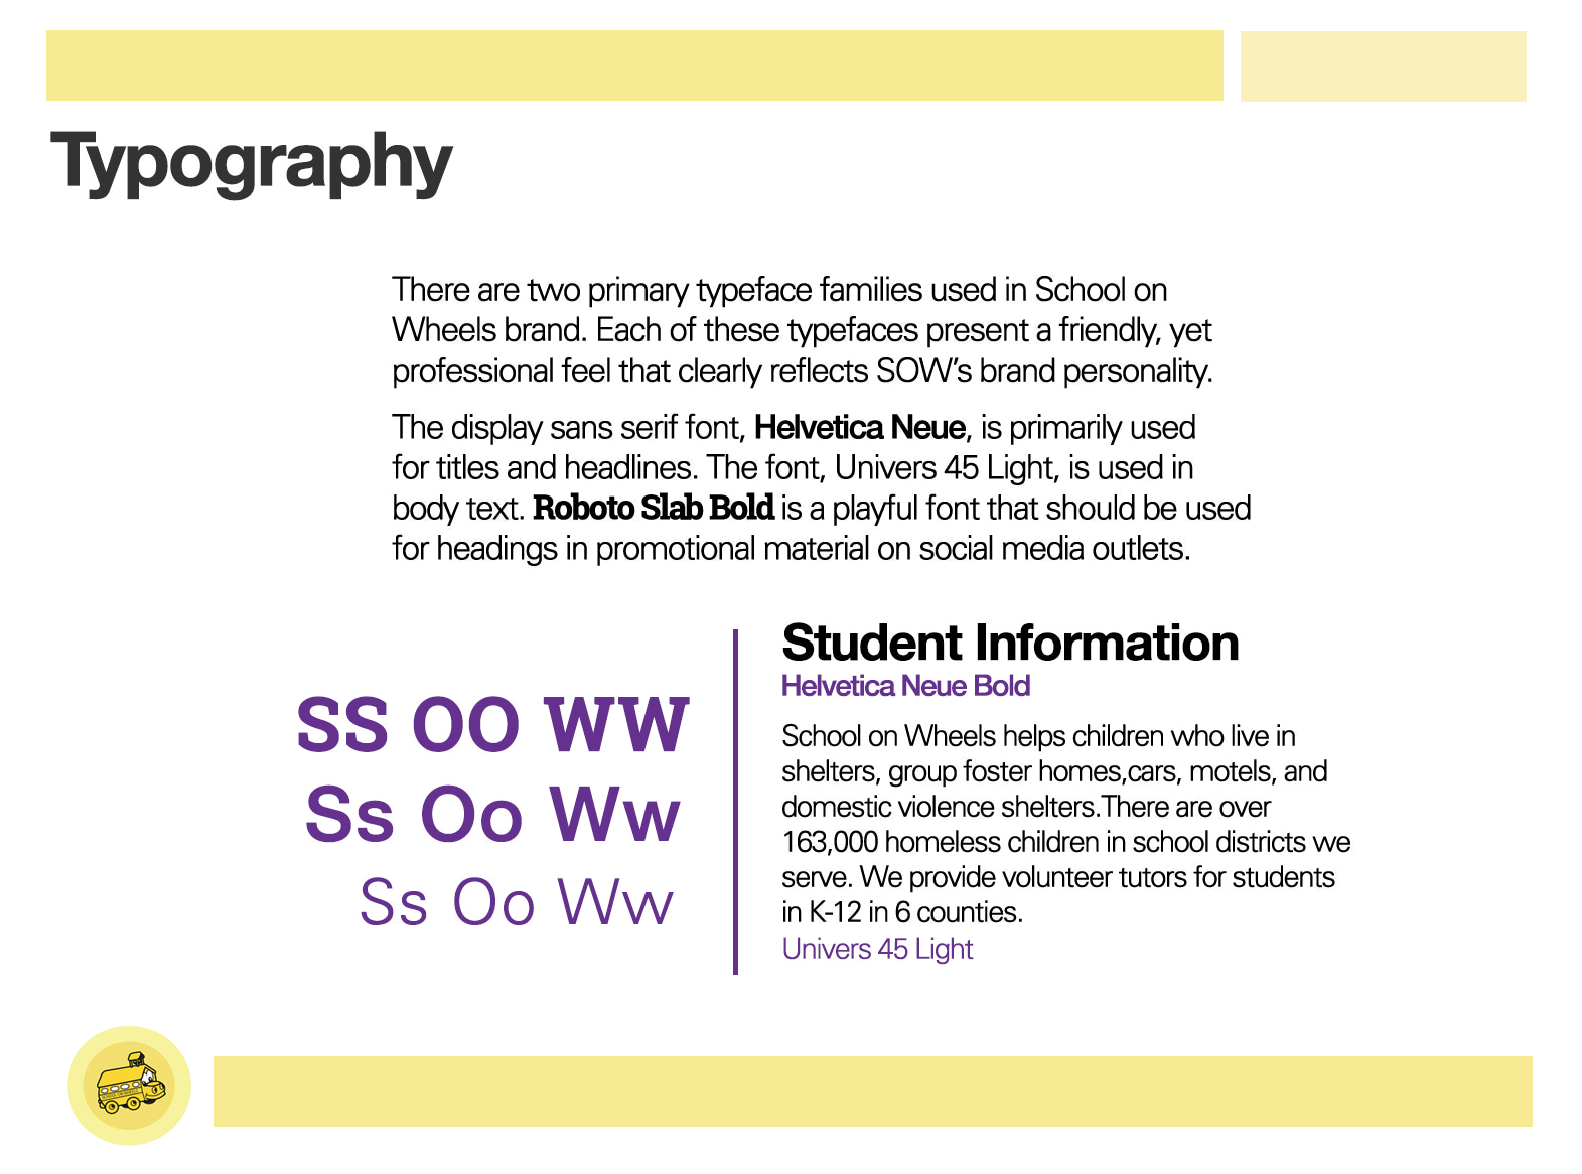 Typography
There are two primary typeface families used in School on
Wheels brand. Each of these typefaces present a friendly, yet
professional feel that clearly reflects SOW's brand personality.
The display sans serif font, Helvetica Neue, is primarily used
for titles and headlines. The font, Univers 45 Light, is used in
body text. Roboto Slab Bold is a playful font that should be used
for headings in promotional material on social media outlets.
SS OO WW
Ss Oo Ww
Ss Oo Ww
Student Information
Helvetica Neue Bold
School on Wheels helps children who live in
shelters, group foster homes,cars, motels, and
domestic violence shelters.There are over
163,000 homeless children in school districts we
serve. We provide volunteer tutors for students
in K-12 in 6 counties.
Univers 45 Light